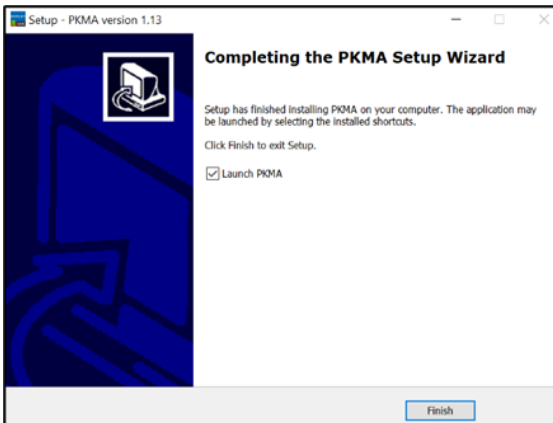 Setup - PKMA version 1.13
Completing the PKMA Setup Wizard
Setup has finished installing PKMA on your computer. The application may
be launched by selecting the installed shortcuts.
Click Finish to exit Setup.
Launch PKMA
Finish